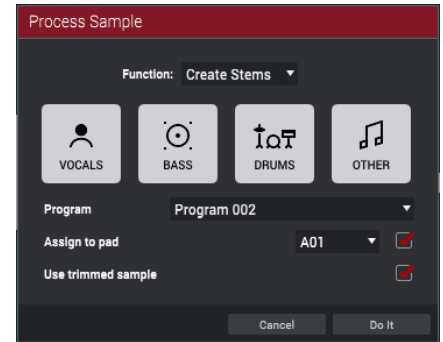 Process Sample
Function: Create Stems
VOCALS BASS DRUMS OTHER
Program Program 002
Assign to pad A01
Use trimmed sample
Cancel Do It